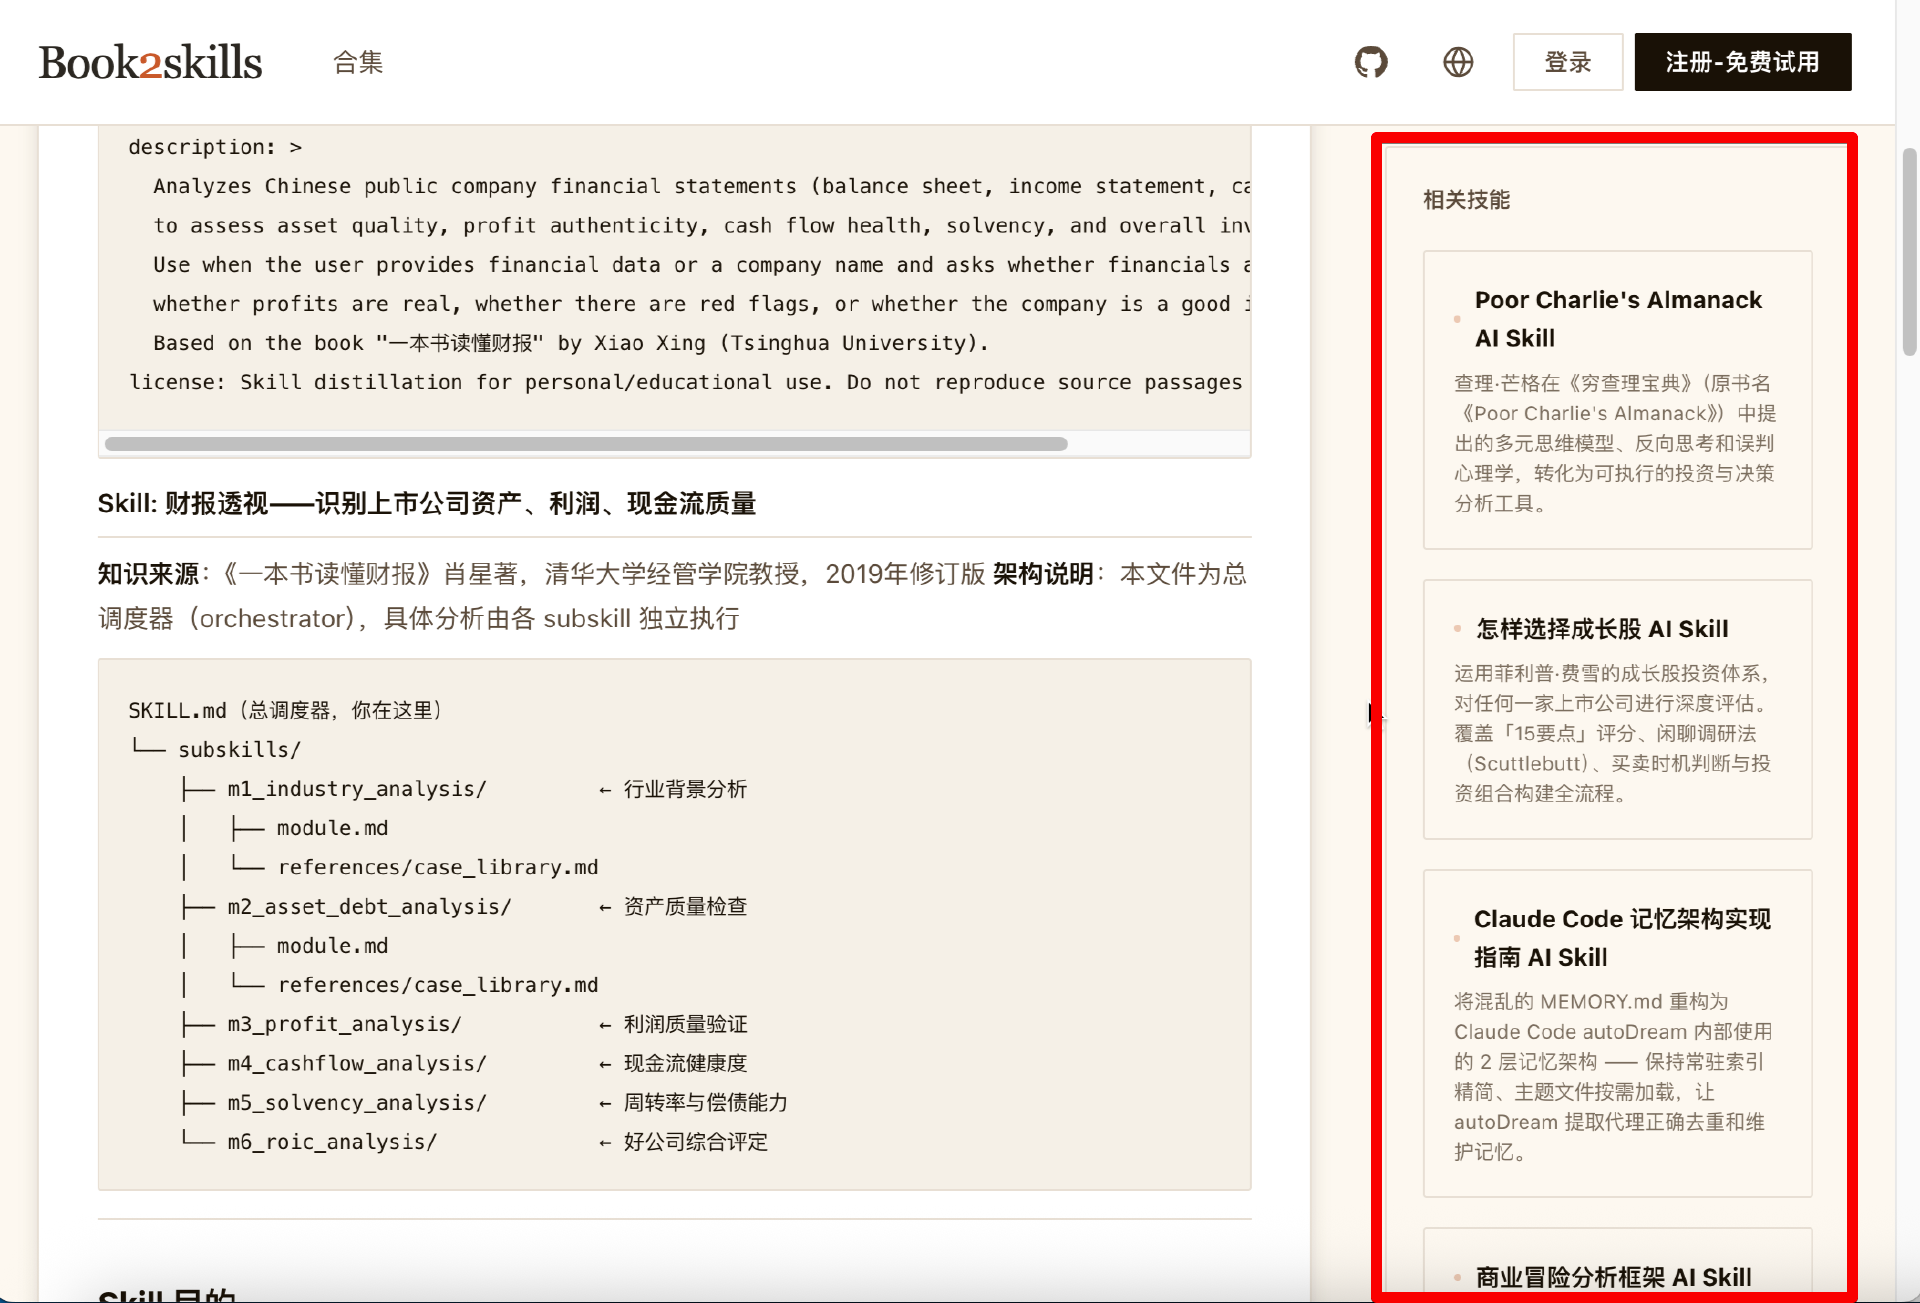 Book2skills
合集
登录
注册-免费试用
description: >
Analyzes Chinese public company financial statements (balance sheet, income statement, ca
to assess asset quality, profit authenticity, cash flow health, solvency, and overall inv
Use when the user provides financial data or a company name and asks whether financials a
whether profits are real, whether there are red flags, or whether the company is a good i
Based on the book "一本书读懂财报" by Xiao Xing (Tsinghua University).
license: Skill distillation for personal/educational use. Do not reproduce source passages
Skill: 财报透视——识别上市公司资产、利润、现金流质量
知识来源：《一本书读懂财报》肖星著，清华大学经管学院教授，2019年修订版 架构说明：本文件为总
调度器（orchestrator），具体分析由各 subskill 独立执行
SKILL.md（总调度器，你在这里）
└── subskills/
├── m1_industry_analysis/ ← 行业背景分析
│ ├── module.md
│ └── references/case_library.md
├── m2_asset_debt_analysis/ ← 资产质量检查
│ ├── module.md
│ └── references/case_library.md
├── m3_profit_analysis/ ← 利润质量验证
├── m4_cashflow_analysis/ ← 现金流健康度
├── m5_solvency_analysis/ ← 周转率与偿债能力
└── m6_roic_analysis/ ← 好公司综合评定
Skill 目的
相关技能
Poor Charlie's Almanack
AI Skill
查理·芒格在《穷查理宝典》（原书名
《Poor Charlie's Almanack》）中提
出的多元思维模型、反向思考和误判
心理学，转化为可执行的投资与决策
分析工具。
怎样选择成长股 AI Skill
运用菲利普·费雪的成长股投资体系，
对任何一家上市公司进行深度评估。
覆盖「15要点」评分、闲聊调研法
（Scuttlebutt）、买卖时机判断与投
资组合构建全流程。
Claude Code 记忆架构实现
指南 AI Skill
将混乱的 MEMORY.md 重构为
Claude Code autoDream 内部使用
的 2 层记忆架构 —— 保持常驻索引
精简、主题文件按需加载，让
autoDream 提取代理正确去重和维
护记忆。
商业冒险分析框架 AI Skill